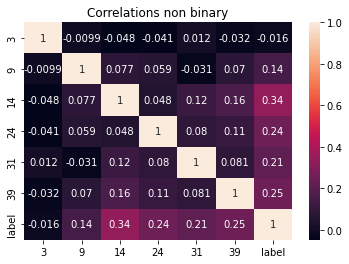 Correlations non binary
3 1 -0.0099 -0.048 -0.041 0.012 -0.032 -0.016
9 -0.0099 1 0.077 0.059 -0.031 0.07 0.14
14 -0.048 0.077 1 0.048 0.12 0.16 0.34
24 -0.041 0.059 0.048 1 0.08 0.11 0.24
31 0.012 -0.031 0.12 0.08 1 0.081 0.21
39 -0.032 0.07 0.16 0.11 0.081 1 0.25
label -0.016 0.14 0.34 0.24 0.21 0.25 1
3 9 14 24 31 39 label
1.0
0.8
0.6
0.4
0.2
0.0